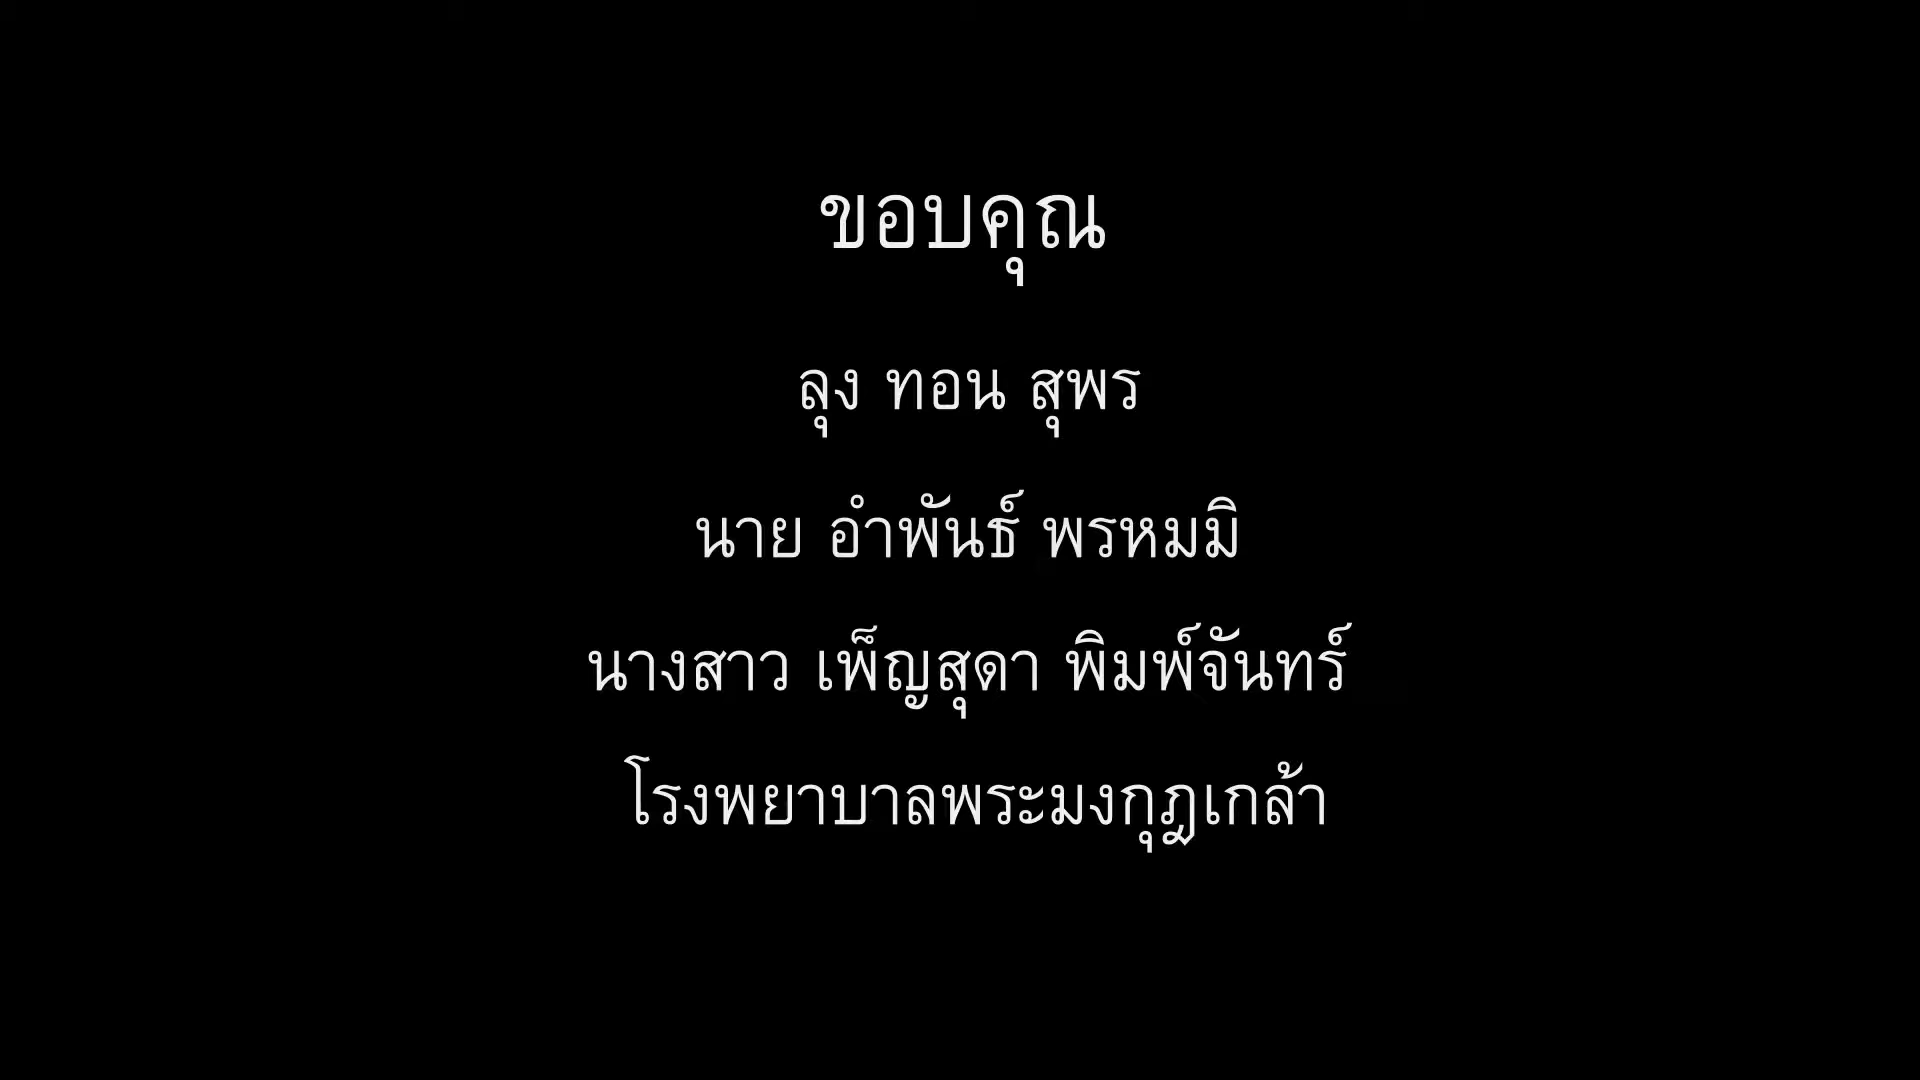 ขอบคุณ
ลุง ทอน สุพร
นาย อำพันธ์ พรหมมิ
นางสาว เพ็ญสุดา พิมพ์จันทร์
โรงพยาบาลพระมงกุฎเกล้า